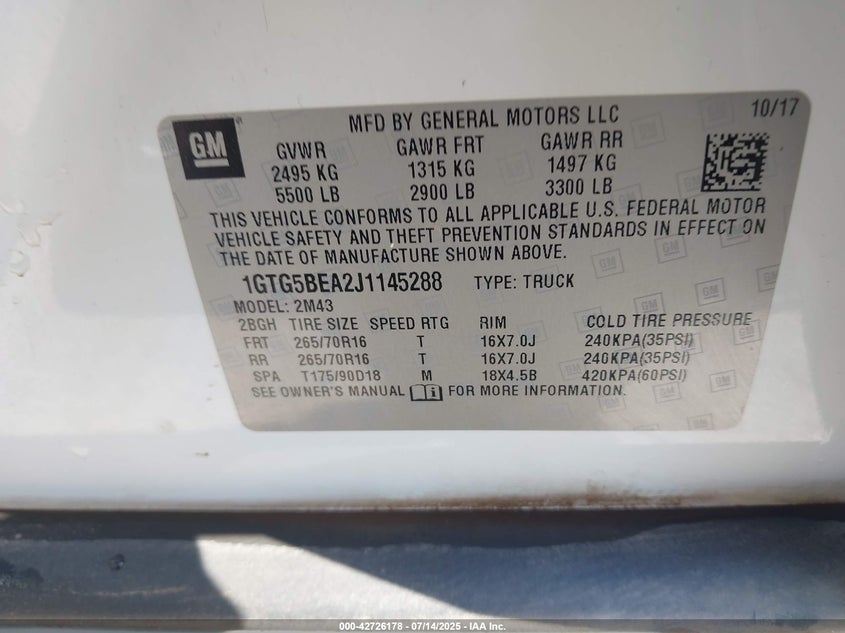 MFD BY GENERAL MOTORS LLC 10/17
GM
GVWR GAWR FRT GAWR RR
2495 KG 1315 KG 1497 KG
5500 LB 2900 LB 3300 LB
THIS VEHICLE CONFORMS TO ALL APPLICABLE U.S. FEDERAL MOTOR
VEHICLE SAFETY AND THEFT PREVENTION STANDARDS IN EFFECT ON
THE DATE OF MANUFACTURE SHOWN ABOVE.
1GTG5BEA2J1145288 TYPE: TRUCK
MODEL: 2M43
2BGH TIRE SIZE SPEED RTG RIM COLD TIRE PRESSURE
FRT 265/70R16 T 16X7.0J 240KPA(35PSI)
RR 265/70R16 T 16X7.0J 240KPA(35PSI)
SPA T175/90D18 M 18X4.5B 420KPA(60PSI)
SEE OWNER'S MANUAL FOR MORE INFORMATION.
000-42726178 - 07/14/2025 - IAA Inc.